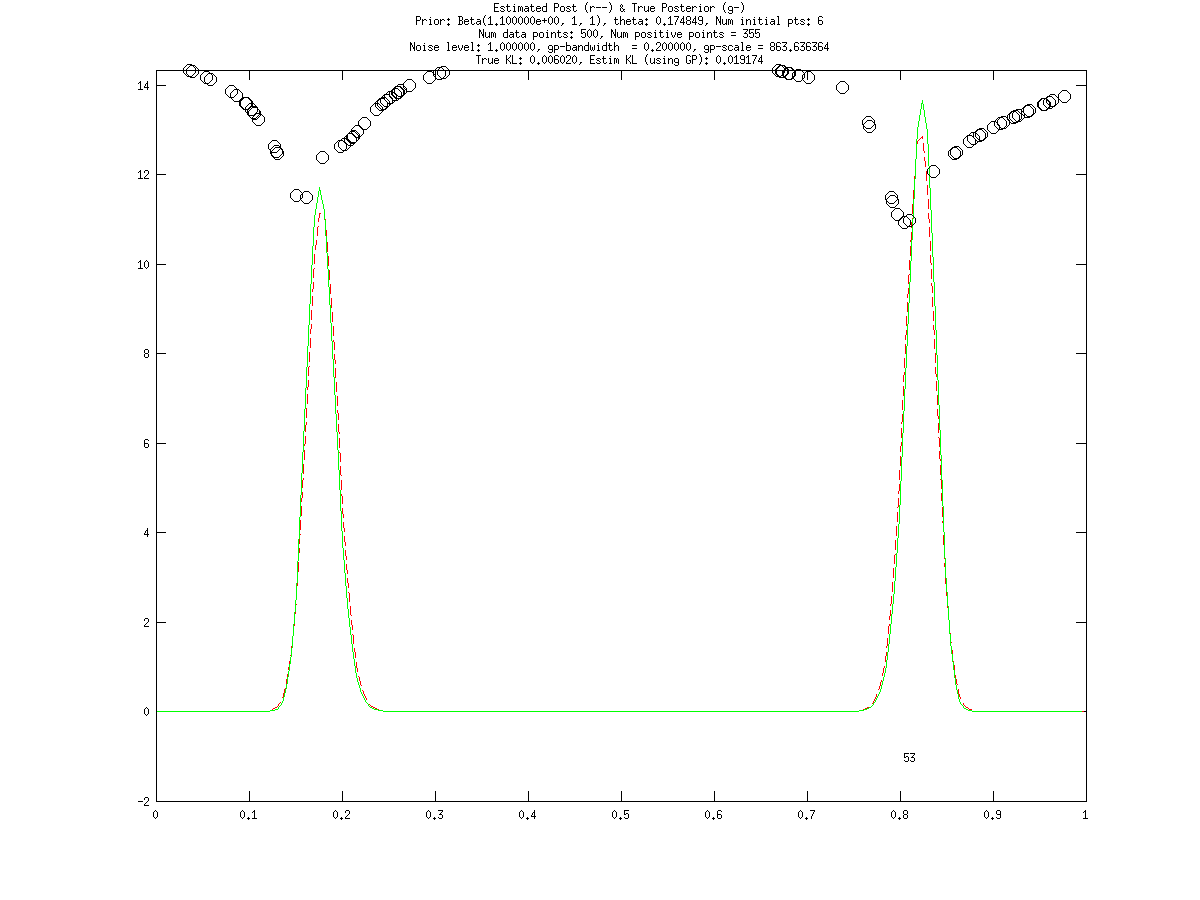 Estimated Post (r--) & True Posterior (g-)
Prior: Beta(1.100000e+00, 1, 1), theta: 0.174849, Num initial pts: 6
Num data points: 500, Num positive points = 355
Noise level: 1.000000, gp-bandwidth  = 0.200000, gp-scale = 863.636364
True KL: 0.006020, Estim KL (using GP): 0.019174
14
12
10
8
6
4
2
0
53
-2
0 0.1 0.2 0.3 0.4 0.5 0.6 0.7 0.8 0.9 1